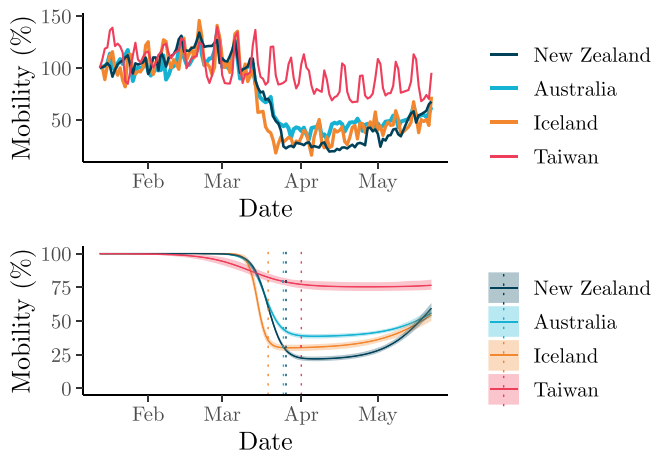 Mobility (%)
150
100
50
Feb
Mar
Apr
May
Date
New Zealand
Australia
Iceland
Taiwan
Mobility (%)
100
75
50
25
0
Feb
Mar
Apr
May
Date
New Zealand
Australia
Iceland
Taiwan